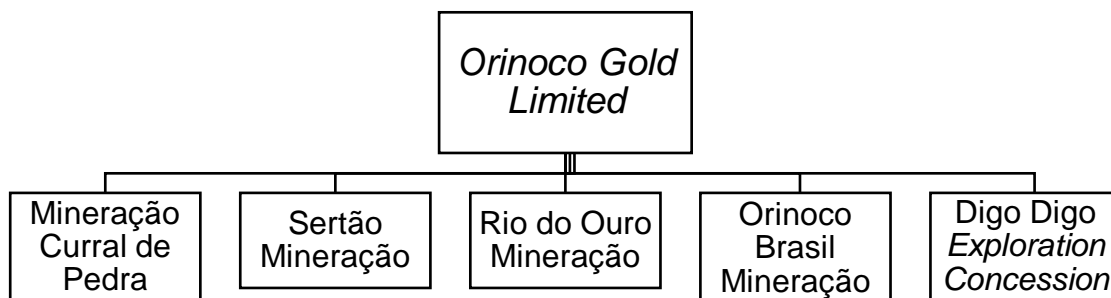 Orinoco Gold
Limited
Mineração
Curral de
Pedra
Sertão
Mineração
Rio do Ouro
Mineração
Orinoco
Brasil
Mineração
Digo Digo
Exploration
Concession